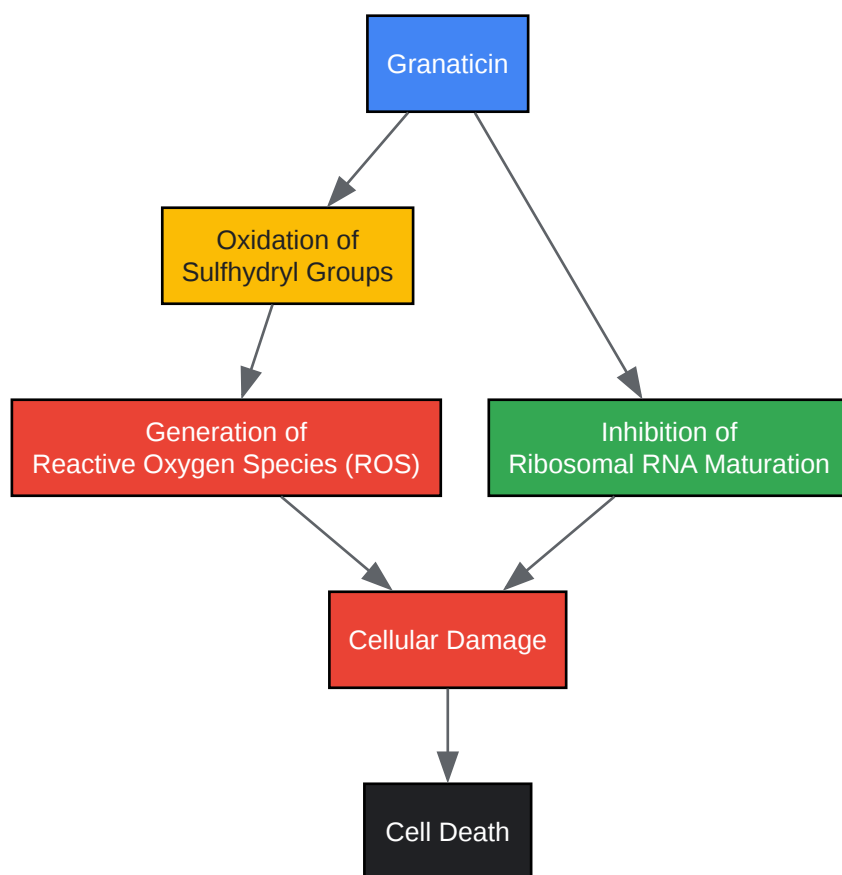 Granaticin
Oxidation of
Sulfhydryl Groups
Generation of
Reactive Oxygen Species (ROS)
Inhibition of
Ribosomal RNA Maturation
Cellular Damage
Cell Death